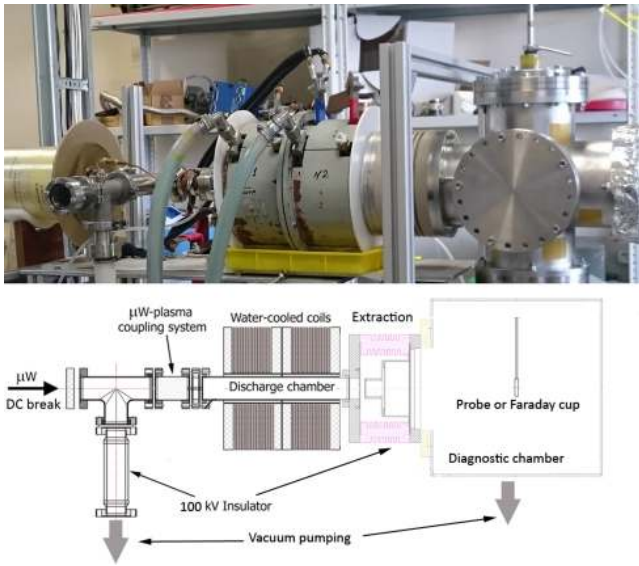 N2
μW-plasma
coupling system
Water-cooled coils
Extraction
μW
DC break
Discharge chamber
Probe or Faraday cup
Diagnostic chamber
100 kV Insulator
Vacuum pumping